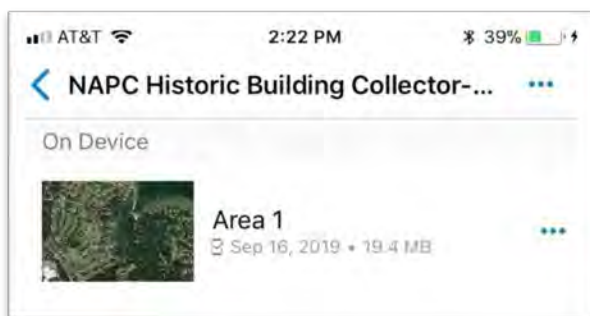 AT&T 2:22 PM 39%
NAPC Historic Building Collector-...
On Device
Area 1
Sep 16, 2019 • 19.4 MB